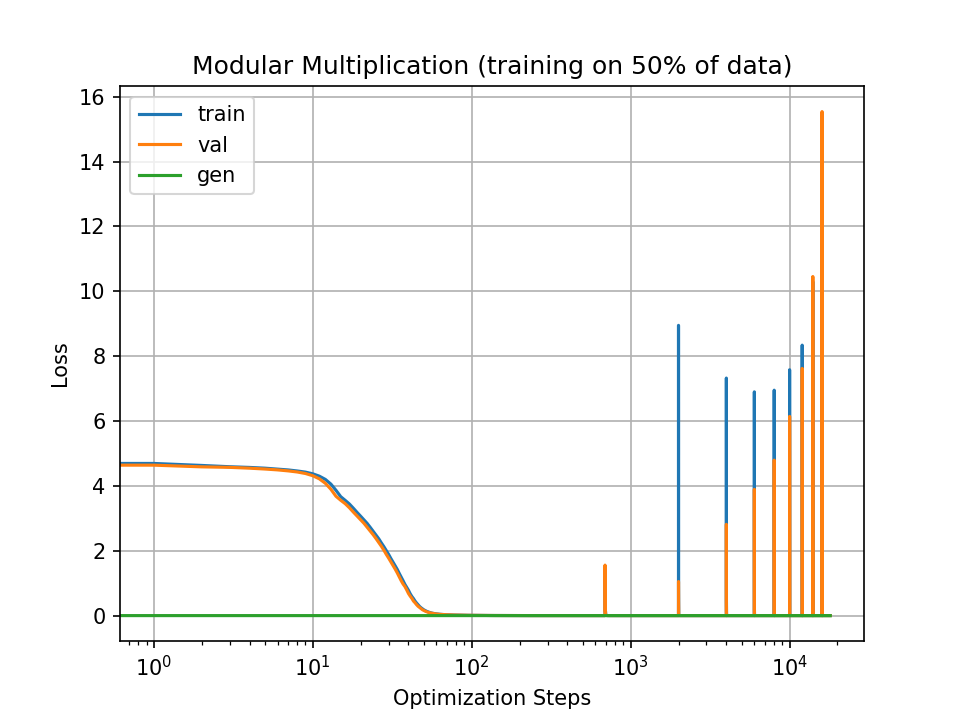 Modular Multiplication (training on 50% of data)
train
val
gen
16
14
12
10
8
6
4
2
0
Loss
10⁰ 10¹ 10² 10³ 10⁴
Optimization Steps